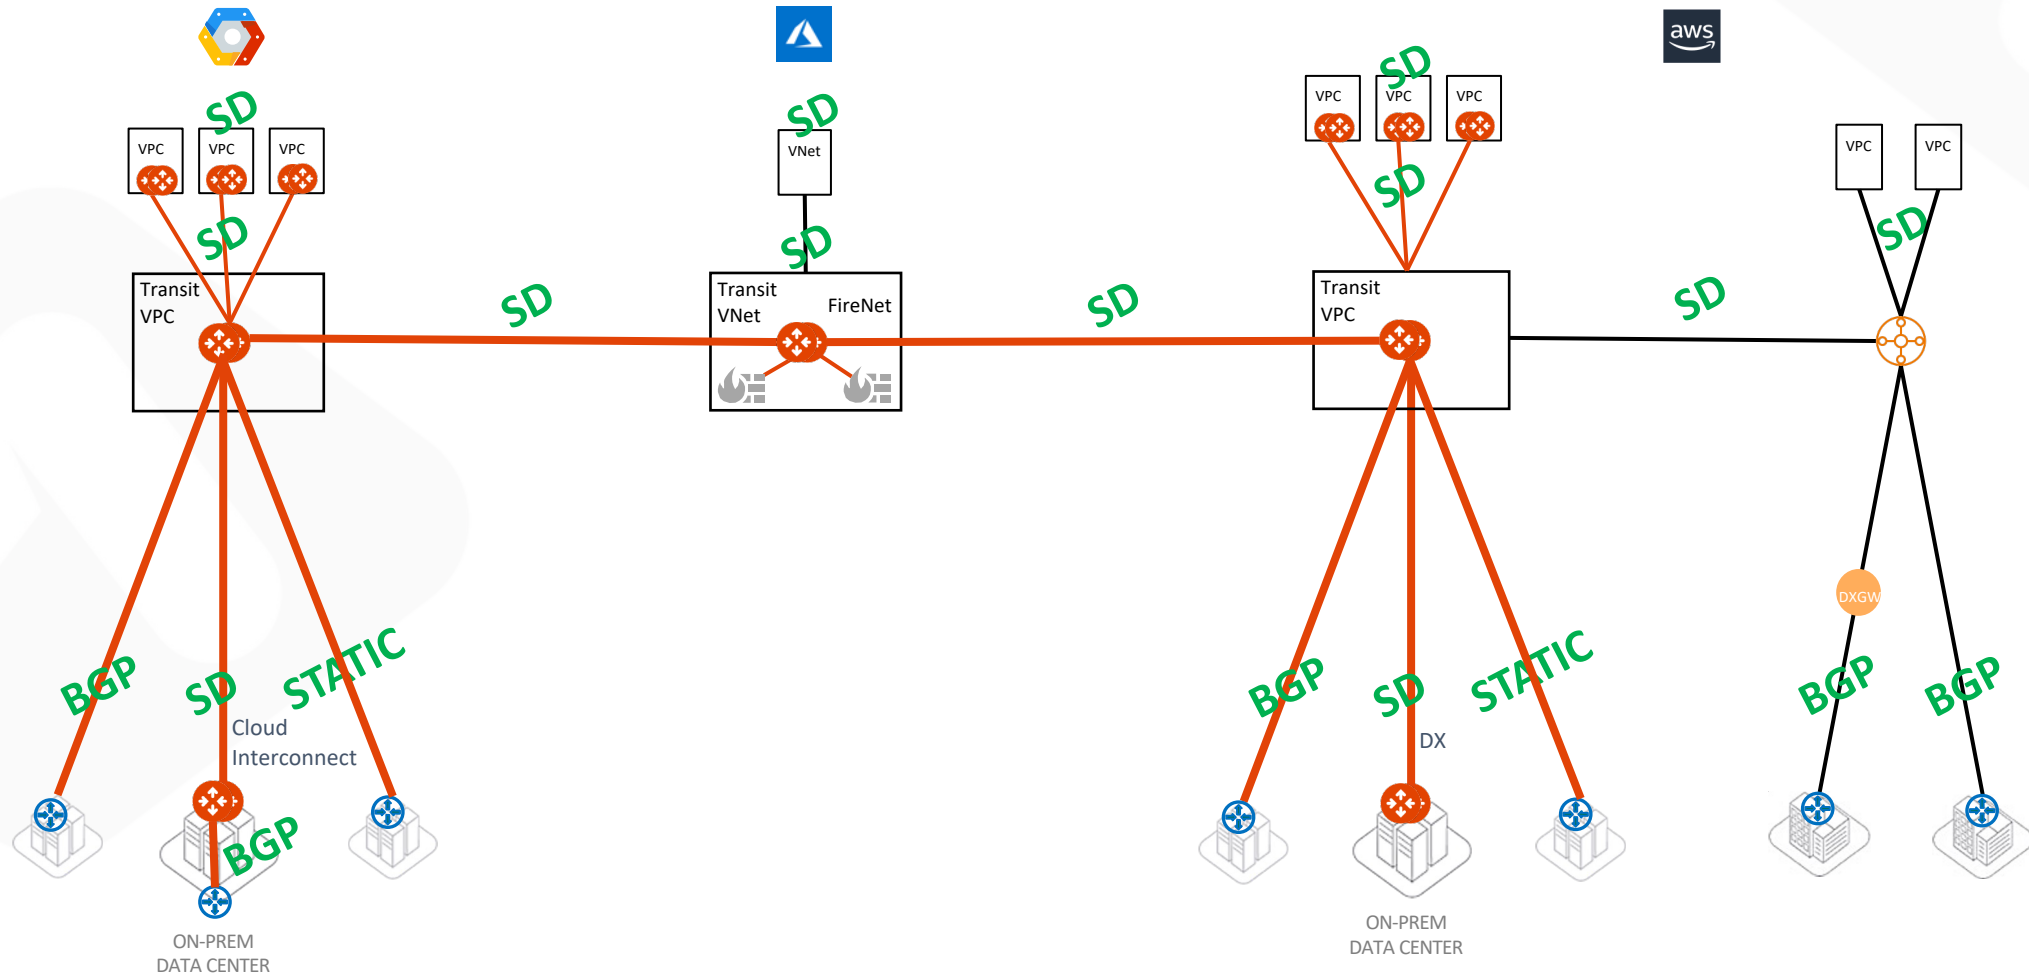 aws
SD
VPC
VPC
VPC
SD
VPC
VPC
VPC
SD
VNet
SD
VPC
VPC
SD
SD
SD
SD
Transit
VPC
SD
Transit
VNet
FireNet
SD
Transit
VPC
SD
DXGW
BGP
SD
STATIC
Cloud
Interconnect
BGP
ON-PREM
DATA CENTER
BGP
SD
STATIC
DX
ON-PREM
DATA CENTER
BGP
BGP